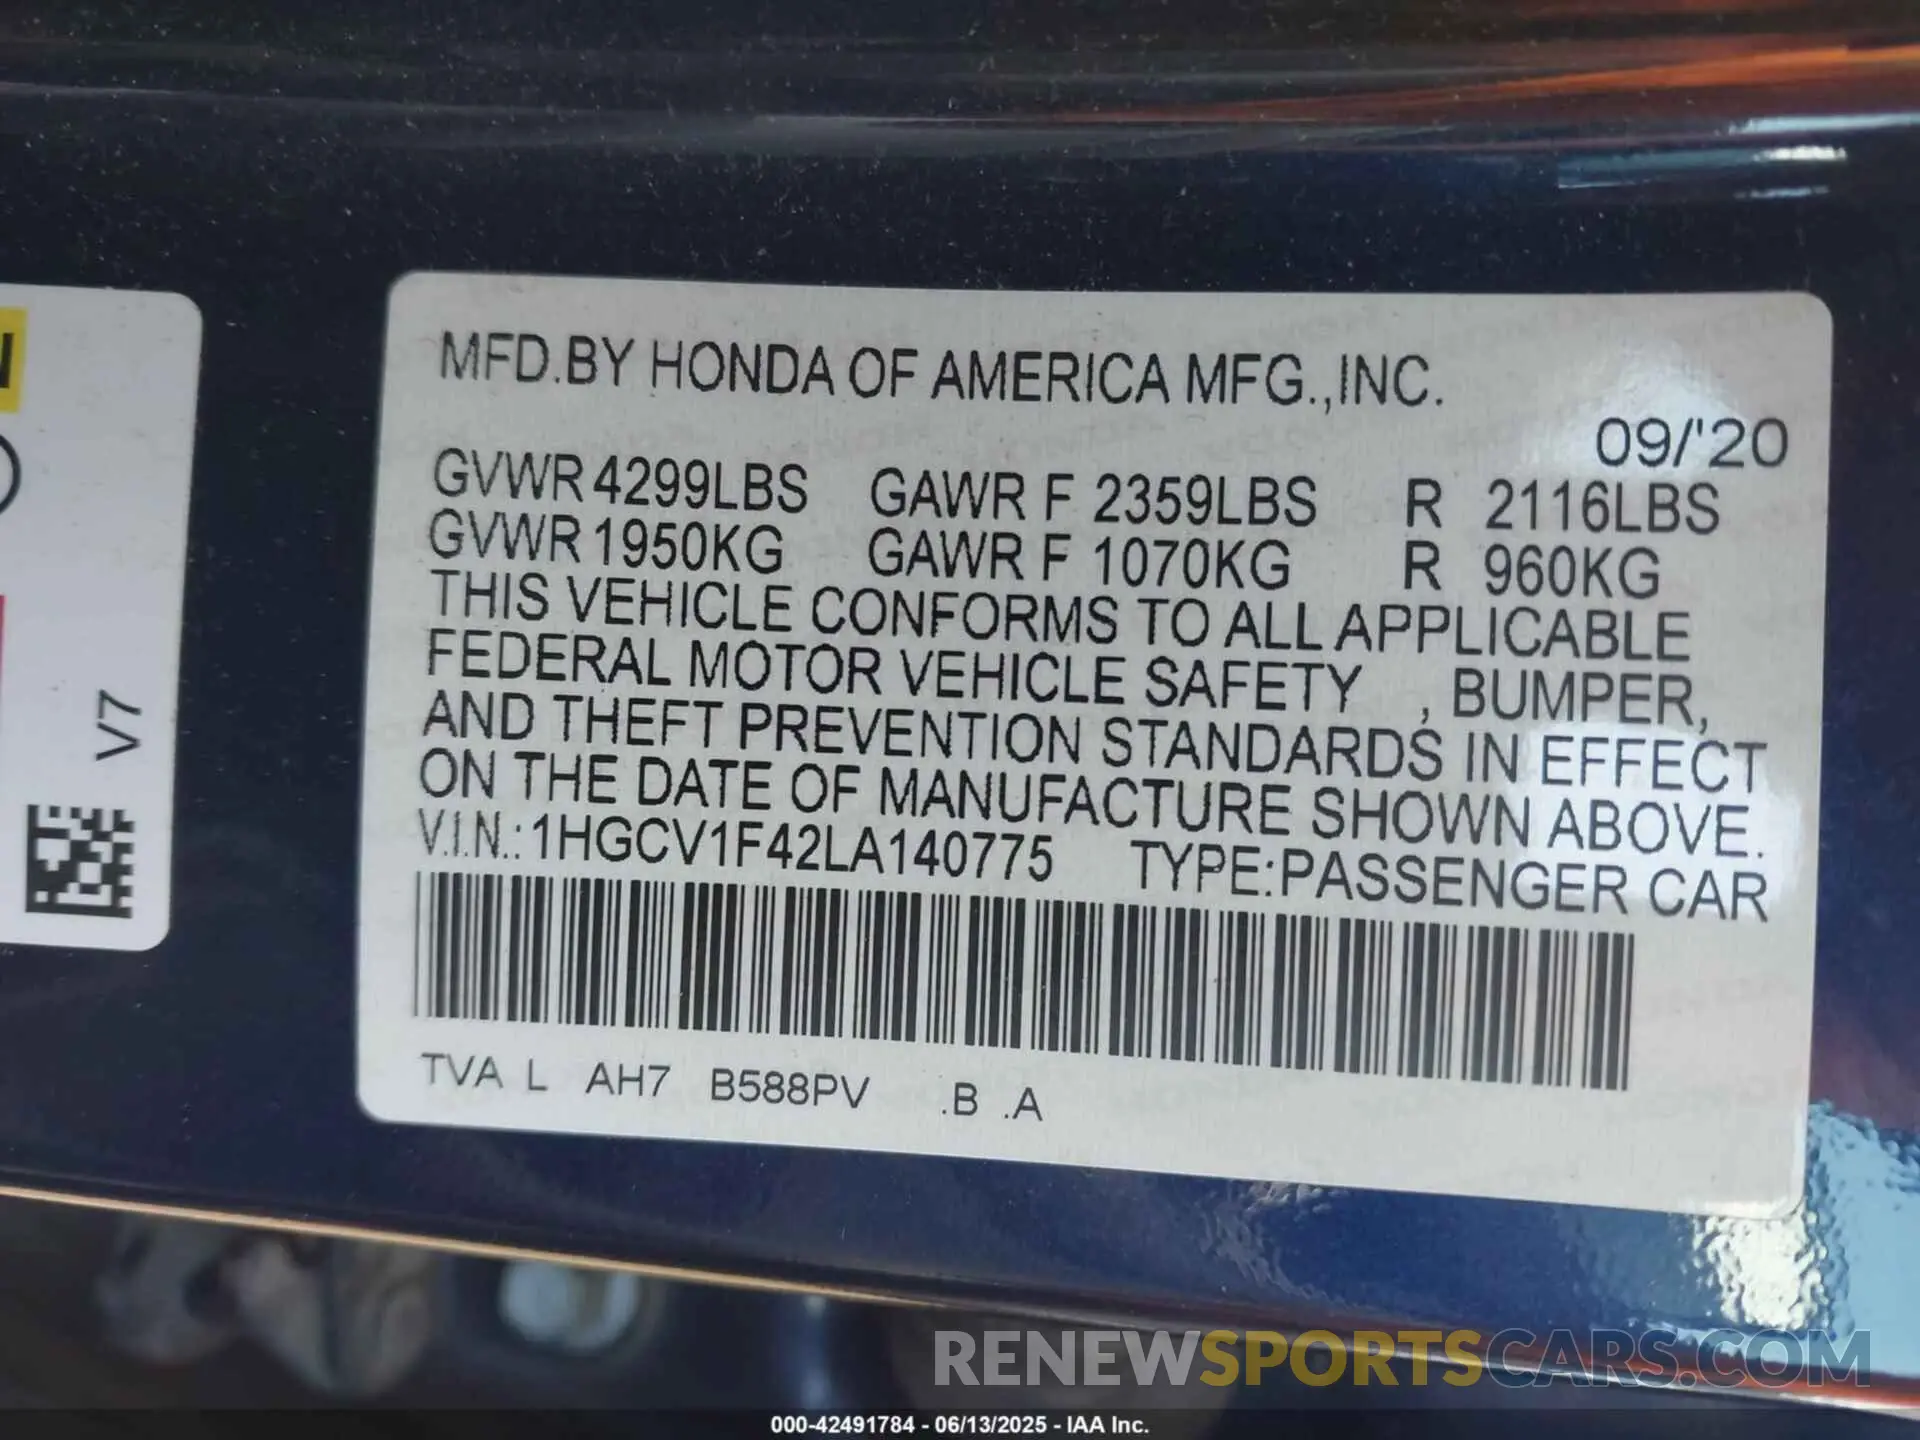 MFD.BY HONDA OF AMERICA MFG.,INC.
09/'20
GVWR 4299LBS GAWR F 2359LBS R 2116LBS
GVWR 1950KG GAWR F 1070KG R 960KG
THIS VEHICLE CONFORMS TO ALL APPLICABLE
FEDERAL MOTOR VEHICLE SAFETY , BUMPER,
AND THEFT PREVENTION STANDARDS IN EFFECT
ON THE DATE OF MANUFACTURE SHOWN ABOVE.
V.I.N.: 1HGCV1F42LA140775 TYPE:PASSENGER CAR
TVA L AH7 B588PV .B .A
V7
RENEWSPORTSCARS.COM
000-42491784 - 06/13/2025 - IAA Inc.